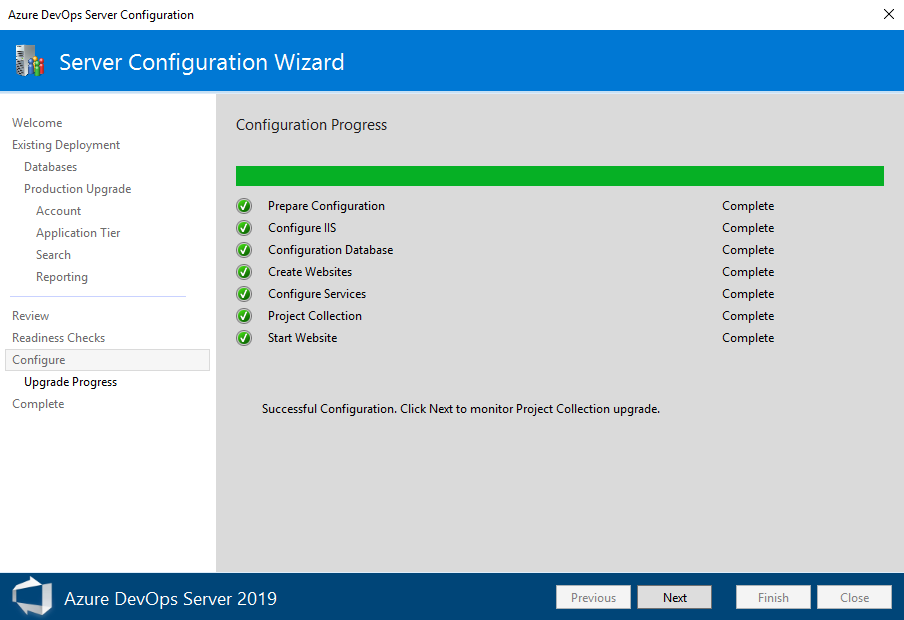 Azure DevOps Server Configuration
Server Configuration Wizard
Welcome
Existing Deployment
Databases
Production Upgrade
Account
Application Tier
Search
Reporting
Review
Readiness Checks
Configure
Upgrade Progress
Complete
Configuration Progress
Prepare Configuration Complete
Configure IIS Complete
Configuration Database Complete
Create Websites Complete
Configure Services Complete
Project Collection Complete
Start Website Complete
Successful Configuration. Click Next to monitor Project Collection upgrade.
Azure DevOps Server 2019
Previous Next Finish Close